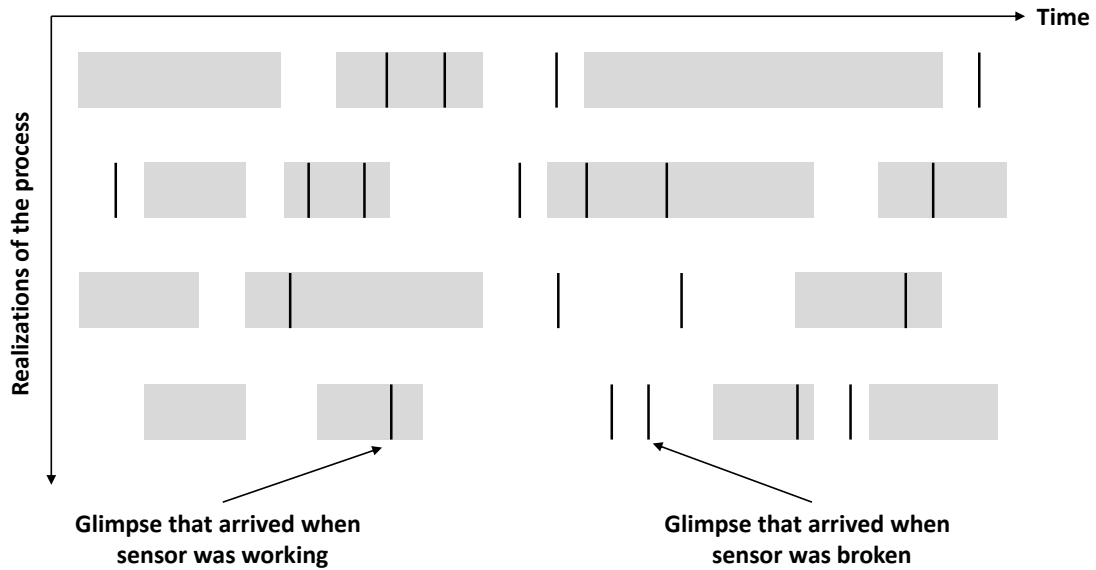 Time
Realizations of the process
Glimpse that arrived when
sensor was working
Glimpse that arrived when
sensor was broken